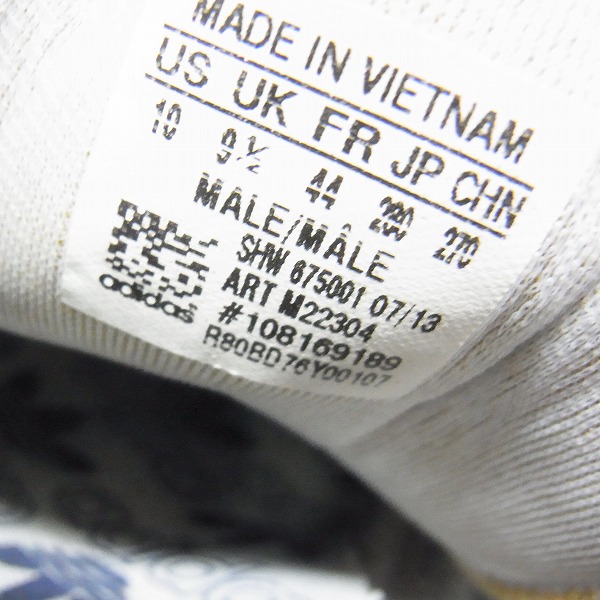 MADE IN VIETNAM
US UK FR JP CHN
10 9½ 44 280 270
MALE/MÂLE
SHW 675001 07/13
ART M22304
#108169189
R80BD76Y00107
adidas